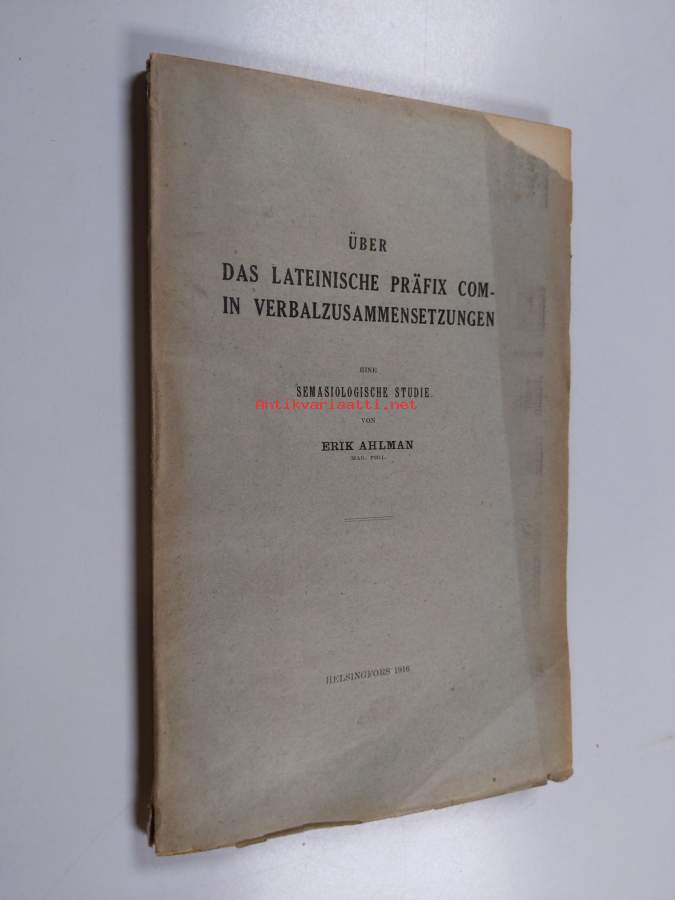 ÜBER
DAS LATEINISCHE PRÄFIX COM-
IN VERBALZUSAMMENSETZUNGEN
EINE
SEMASIOLOGISCHE STUDIE.
antikvariaatti.net
VON
ERIK AHLMAN
MAG. PHIL.
HELSINGFORS 1916